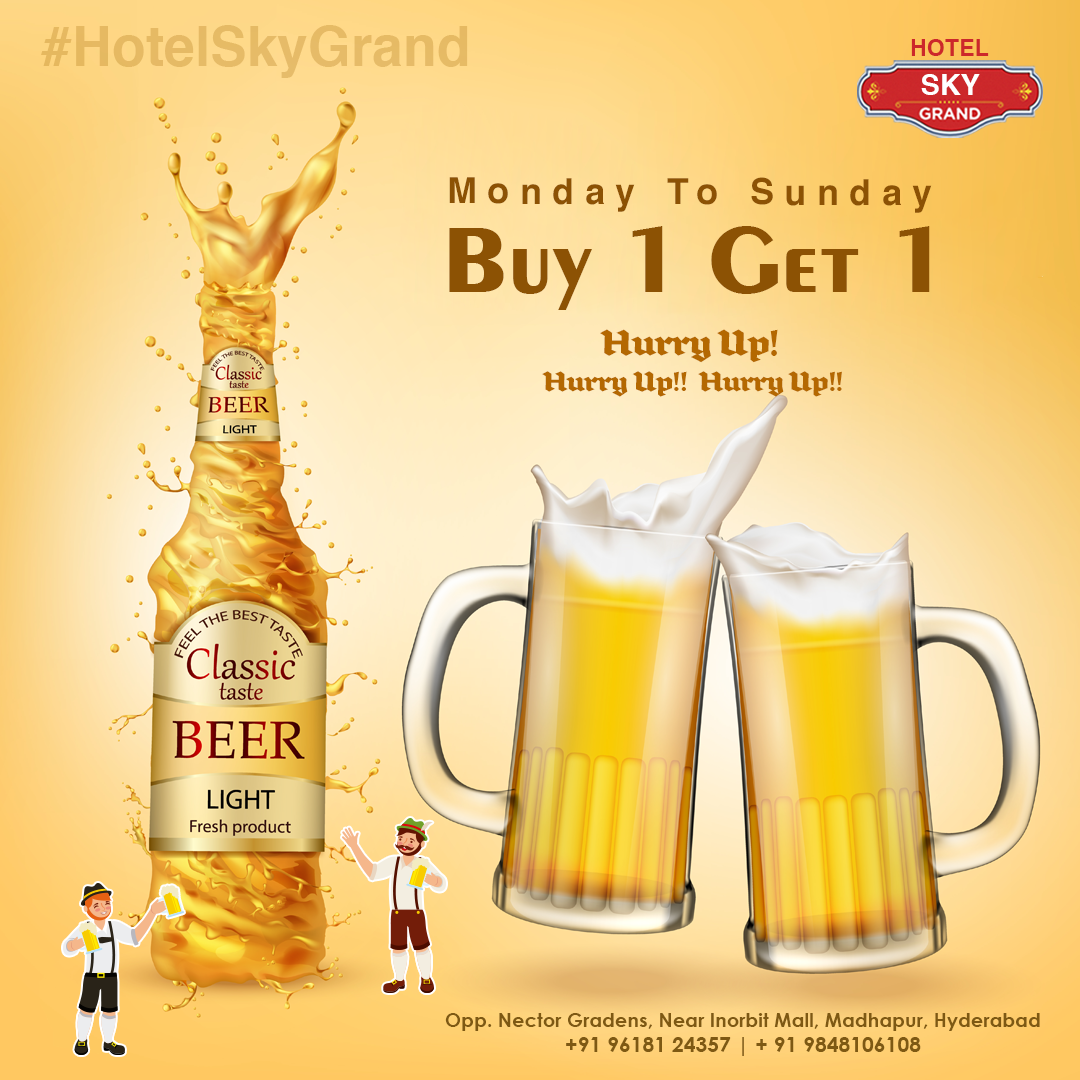 #HotelSkyGrand
HOTEL
SKY
GRAND
Monday To Sunday
Buy 1 Get 1
Hurry Up!
Hurry Up!! Hurry Up!!
FEEL THE BEST TASTE
Classic
taste
BEER
LIGHT
FEEL THE BEST TASTE
Classic
taste
BEER
LIGHT
Fresh product
Opp. Nector Gradens, Near Inorbit Mall, Madhapur, Hyderabad
+91 96181 24357 | + 91 9848106108